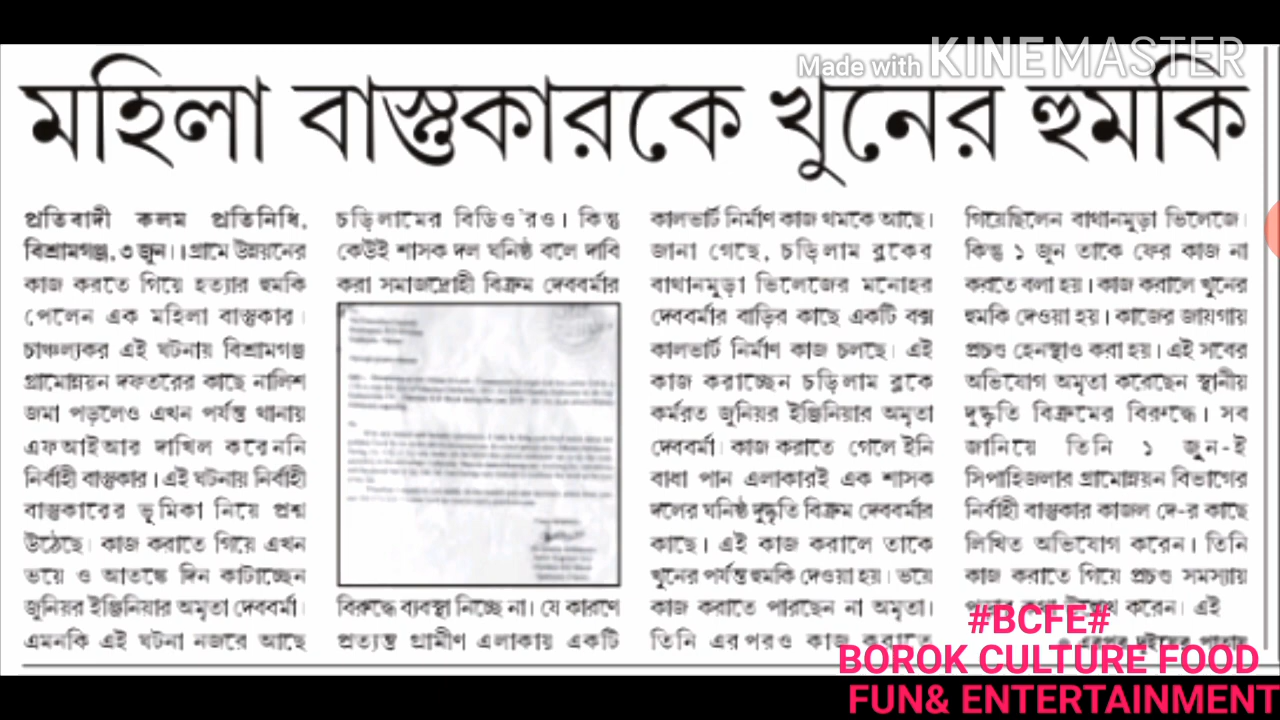 Made with KINEMASTER
মহিলা বাস্তুকারকে খুনের হুমকি
প্রতিবাদী কলম প্রতিনিধি,
বিশ্রামগঞ্জ, ৩ জুন।। গ্রামে উন্নয়নের
কাজ করতে গিয়ে হত্যার হুমকি
পেলেন এক মহিলা বাস্তুকার।
চাঞ্চল্যকর এই ঘটনায় বিশ্রামগঞ্জ
গ্রামোন্নয়ন দফতরের কাছে নালিশ
জমা পড়লেও এখন পর্যন্ত থানায়
এফআইআর দাখিল করেননি
নির্বাহী বাস্তুকার। এই ঘটনায় নির্বাহী
বাস্তুকারের ভূমিকা নিয়ে প্রশ্ন
উঠেছে। কাজ করাতে গিয়ে এখন
ভয়ে ও আতঙ্কে দিন কাটাচ্ছেন
জুনিয়র ইঞ্জিনিয়ার অমৃতা দেববর্মা।
এমনকি এই ঘটনা নজরে আছে
চড়িলামের বিডিও'রও। কিন্তু
কেউই শাসক দল ঘনিষ্ঠ বলে দাবি
করা সমাজদ্রোহী বিক্রম দেববর্মার
বিরুদ্ধে ব্যবস্থা নিচ্ছে না। যে কারণে
প্রত্যন্ত গ্রামীণ এলাকায় একটি
কালভার্ট নির্মাণ কাজ থমকে আছে।
জানা গেছে, চড়িলাম ব্লকের
বাথানমুড়া ভিলেজের মনোহর
দেববর্মার বাড়ির কাছে একটি বক্স
কালভার্ট নির্মাণ কাজ চলছে। এই
কাজ করাচ্ছেন চড়িলাম ব্লকে
কর্মরত জুনিয়র ইঞ্জিনিয়ার অমৃতা
দেববর্মা। কাজ করাতে গেলে ইনি
বাধা পান এলাকারই এক শাসক
দলের ঘনিষ্ঠ দুষ্কৃতি বিক্রম দেববর্মার
কাছে। এই কাজ করালে তাকে
খুনের পর্যন্ত হুমকি দেওয়া হয়। ভয়ে
কাজ করাতে পারছেন না অমৃতা।
তিনি এরপরও কাজ করাতে
গিয়েছিলেন বাথানমুড়া ভিলেজে।
কিন্তু ১ জুন তাকে ফের কাজ না
করতে বলা হয়। কাজ করালে খুনের
হুমকি দেওয়া হয়। কাজের জায়গায়
প্রচণ্ড হেনস্থাও করা হয়। এই সবের
অভিযোগ অমৃতা করেছেন স্থানীয়
দুষ্কৃতি বিক্রমের বিরুদ্ধে। সব
জানিয়ে তিনি ১ জুন-ই
সিপাহিজলার গ্রামোন্নয়ন বিভাগের
নির্বাহী বাস্তুকার কাজল দে-র কাছে
লিখিত অভিযোগ করেন। তিনি
কাজ করাতে গিয়ে প্রচণ্ড সমস্যায়
করেন। এই
#BCFE#
BOROK CULTURE FOOD
FUN& ENTERTAINMENT